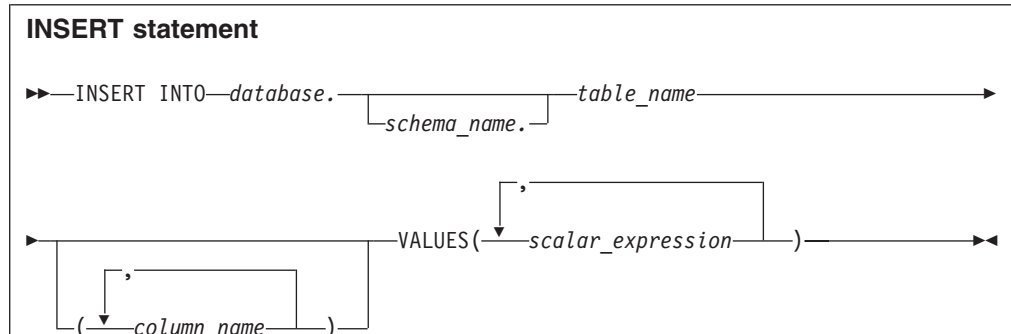 INSERT statement
INSERT INTO database. table_name
schema_name.
,
VALUES( scalar_expression )
,
( column_name )